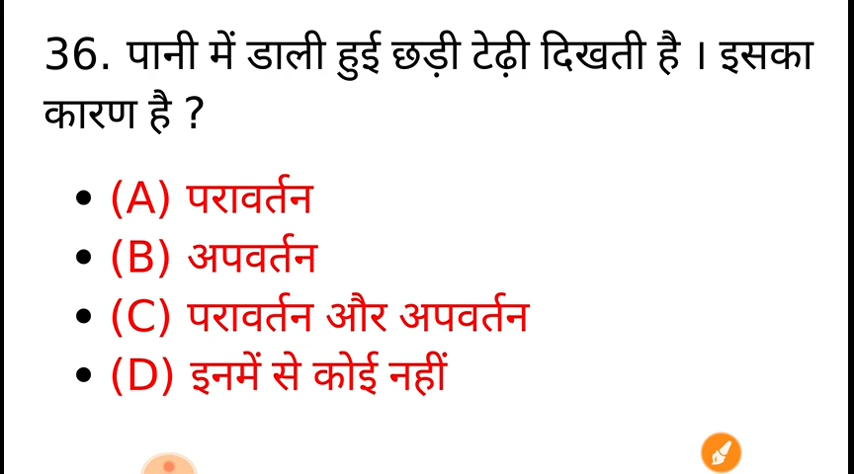 36. पानी में डाली हुई छड़ी टेढ़ी दिखती है । इसका
कारण है ?
• (A) परावर्तन
• (B) अपवर्तन
• (C) परावर्तन और अपवर्तन
• (D) इनमें से कोई नहीं